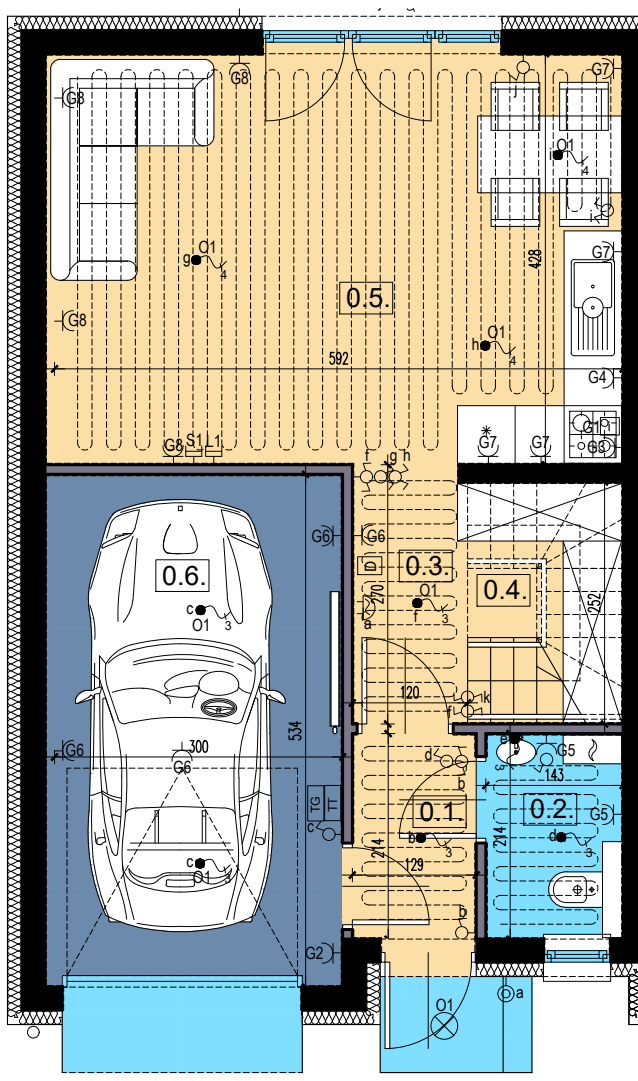 G8
G8
j
G7
O1
i
4
i
O1
g
4
0.5.
428
G7
G8
O1
h
4
592
G4
G8
S1
L1
f
g
h
*
G7
G7
G1
G3
G6
G6
D
0.3.
0.6.
c
O1
3
a
270
O1
f
3
0.4.
252
120
k
f
534
G6
300
G6
d
b
e
3
G5
143
TG
TT
c
0.1.
0.2.
G5
b
3
d
3
214
214
129
c
O1
3
b
G2
a
O1